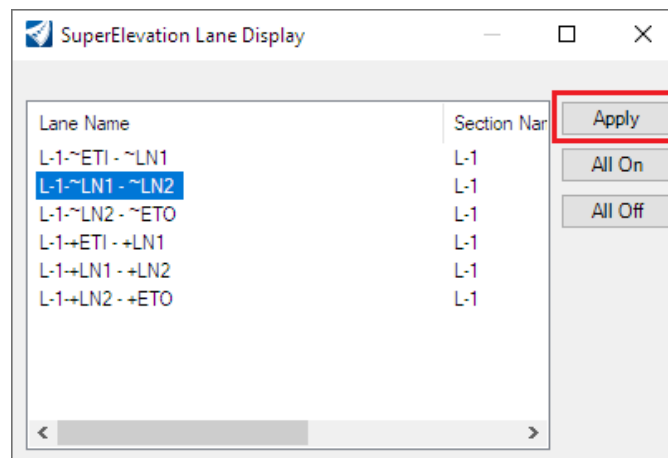 SuperElevation Lane Display
Lane Name Section Nar Apply
L-1-~ETI - ~LN1 L-1
All On
L-1-~LN1 - ~LN2 L-1
L-1-~LN2 - ~ETO L-1 All Off
L-1-+ETI - +LN1 L-1
L-1-+LN1 - +LN2 L-1
L-1-+LN2 - +ETO L-1